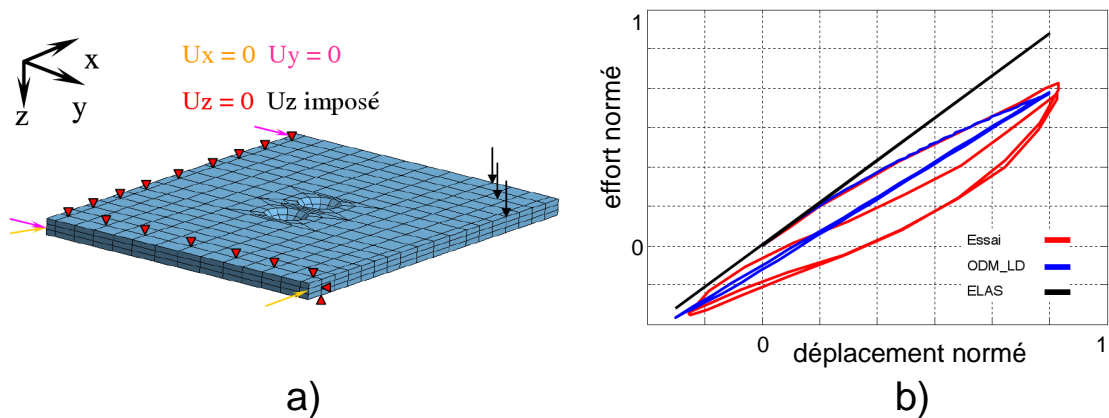 x
y
z
Ux = 0 Uy = 0
Uz = 0 Uz imposé
a)
1
0
effort normé
Essai
ODM_LD
ELAS
0
1
déplacement normé
b)